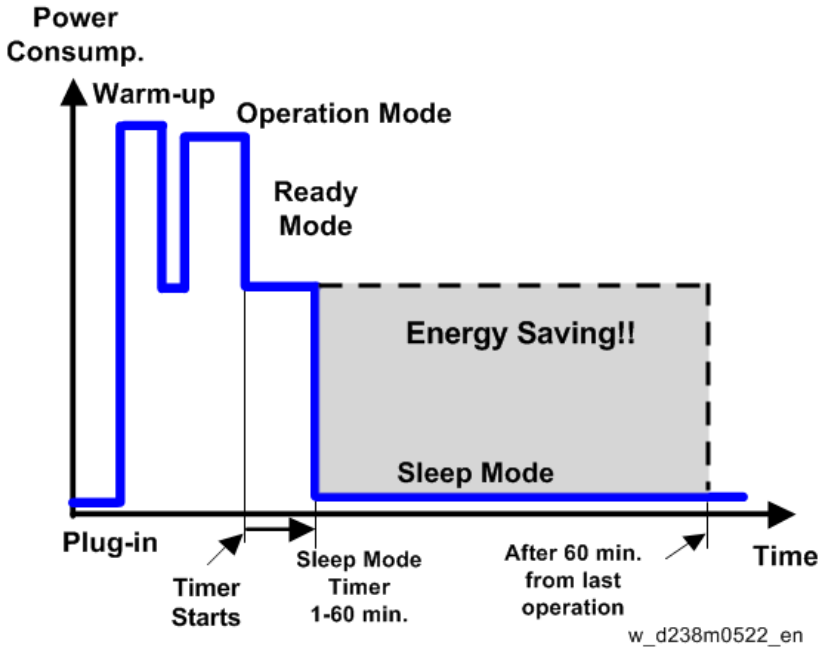 Power
Consump.
Warm-up
Operation Mode
Ready
Mode
Energy Saving!!
Sleep Mode
Plug-in
Timer
Starts
Sleep Mode
Timer
1-60 min.
After 60 min.
from last
operation
Time
w_d238m0522_en